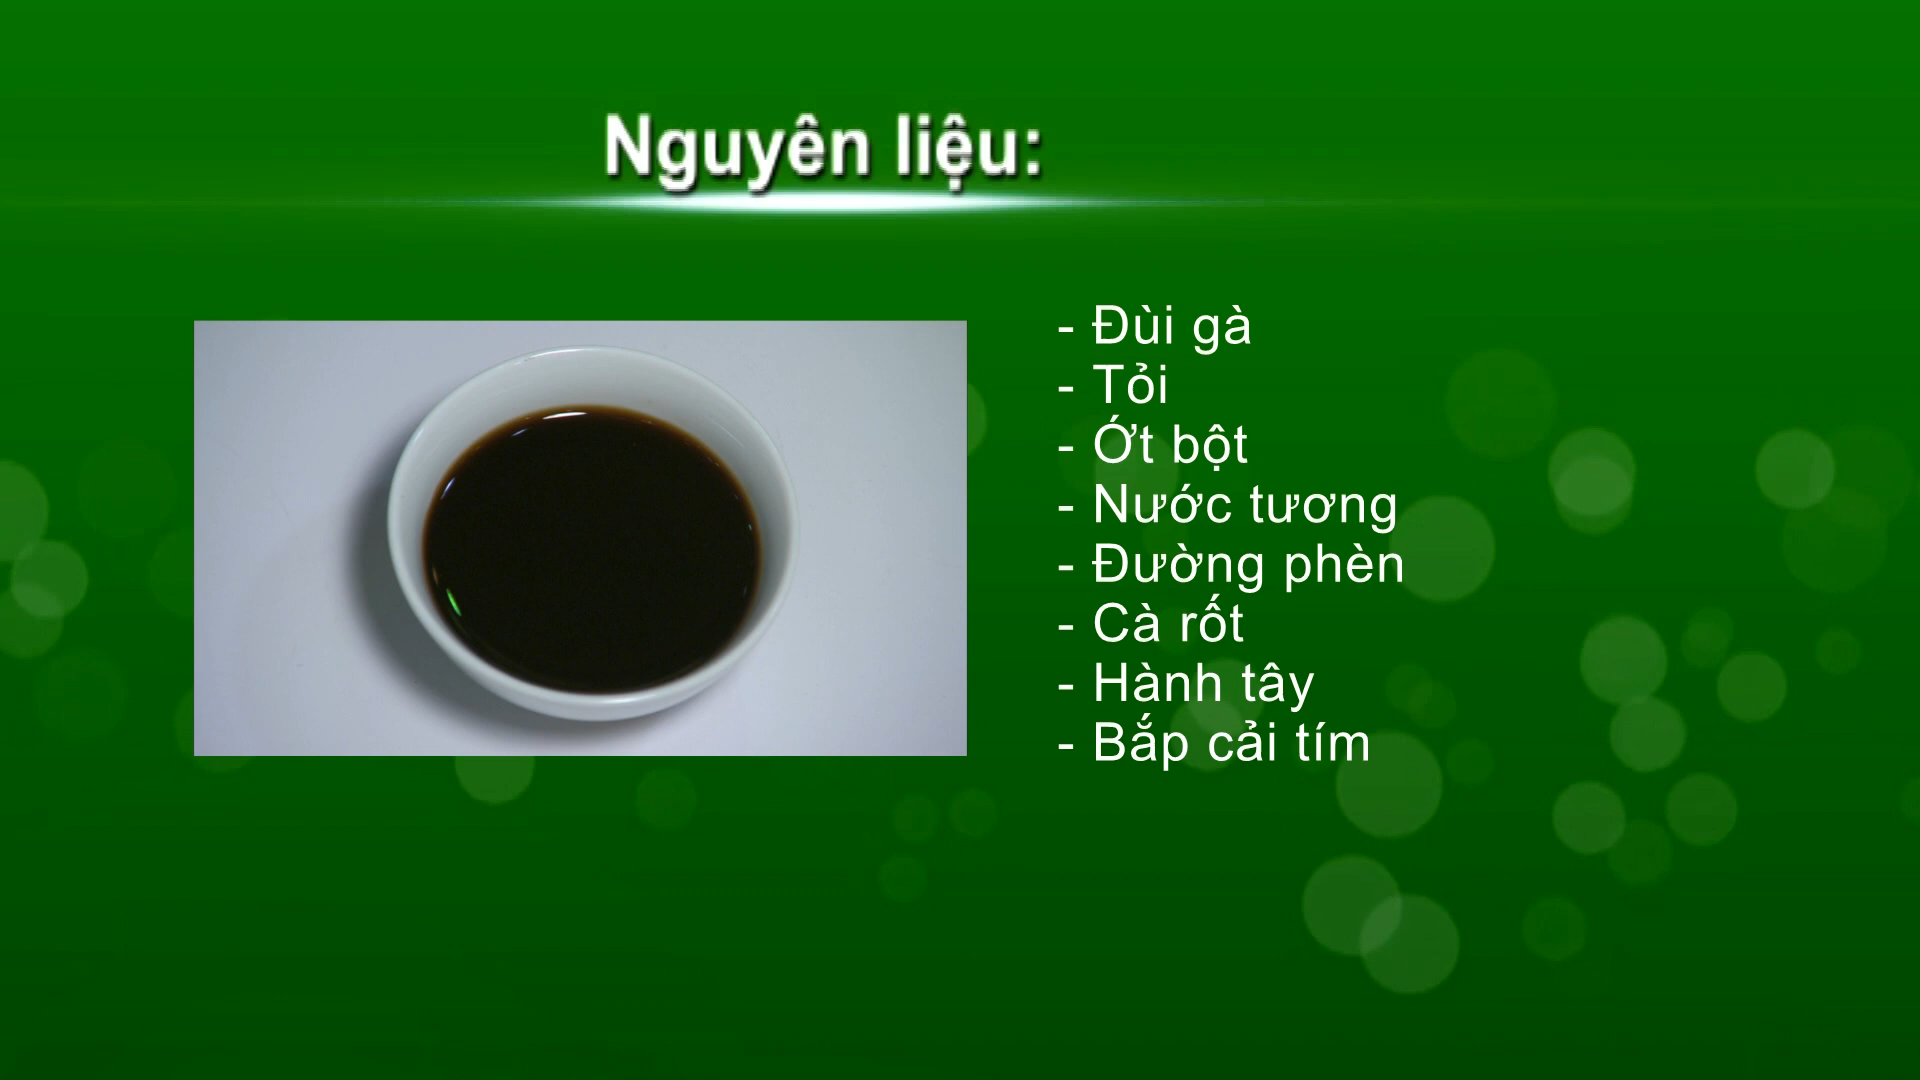 Nguyên liệu:
- Đùi gà
- Tỏi
- Ớt bột
- Nước tương
- Đường phèn
- Cà rốt
- Hành tây
- Bắp cải tím